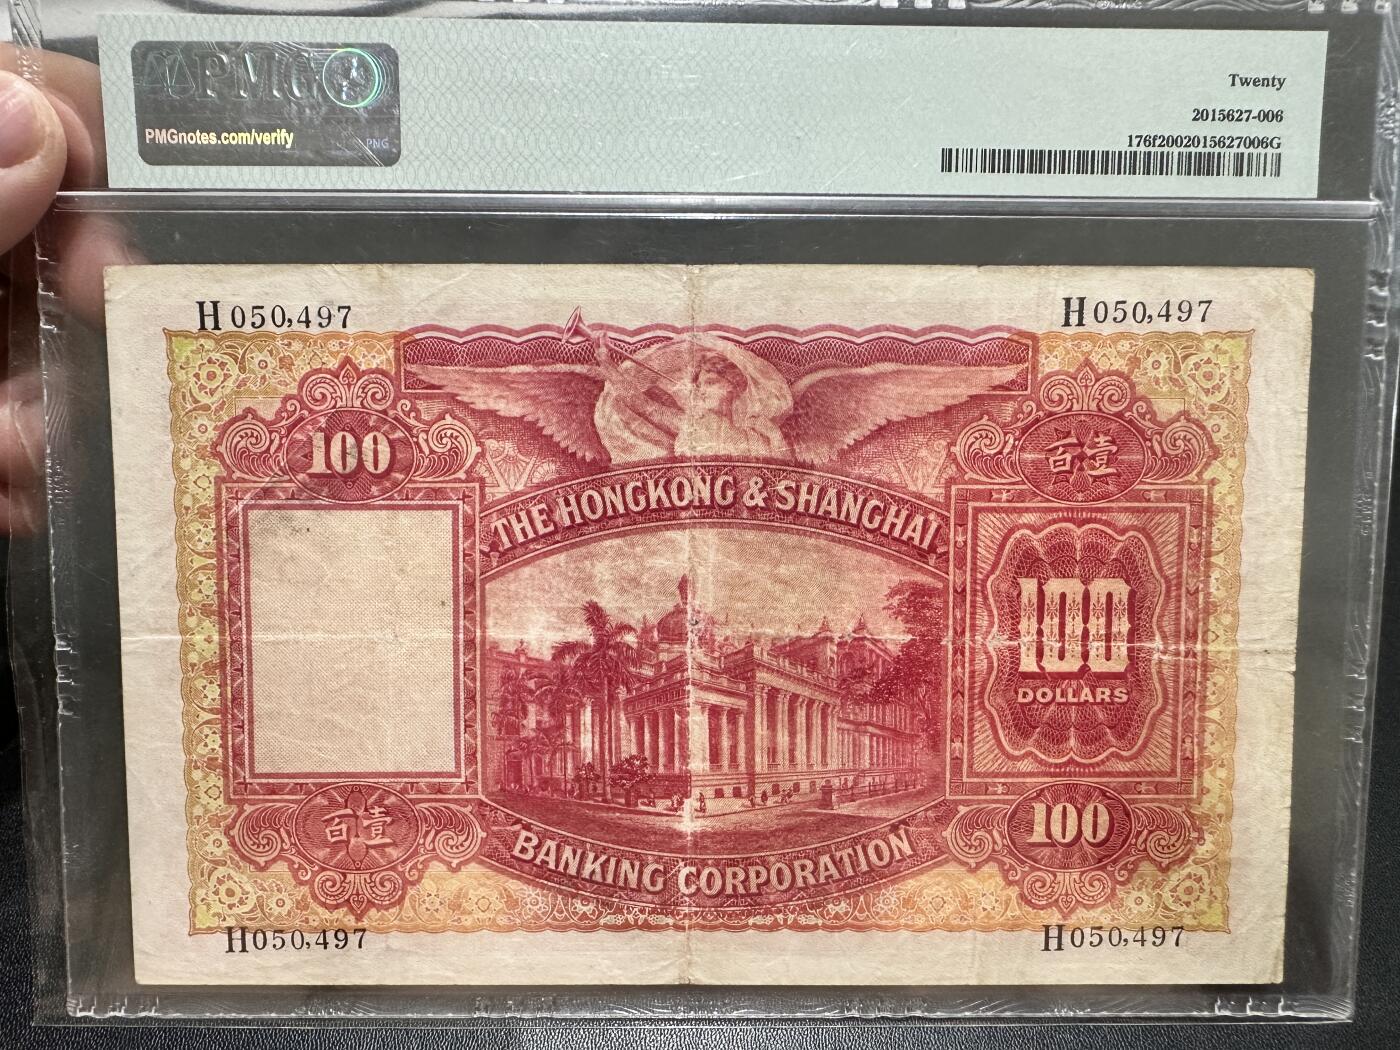 PMG
PMGnotes.com/verify
PNG
Twenty
2015627-006
176f2002015627006G
H050,497
H050,497
100
百壹
THE HONGKONG & SHANGHAI
100
DOLLARS
百壹
100
BANKING CORPORATION
H050,497
H050,497